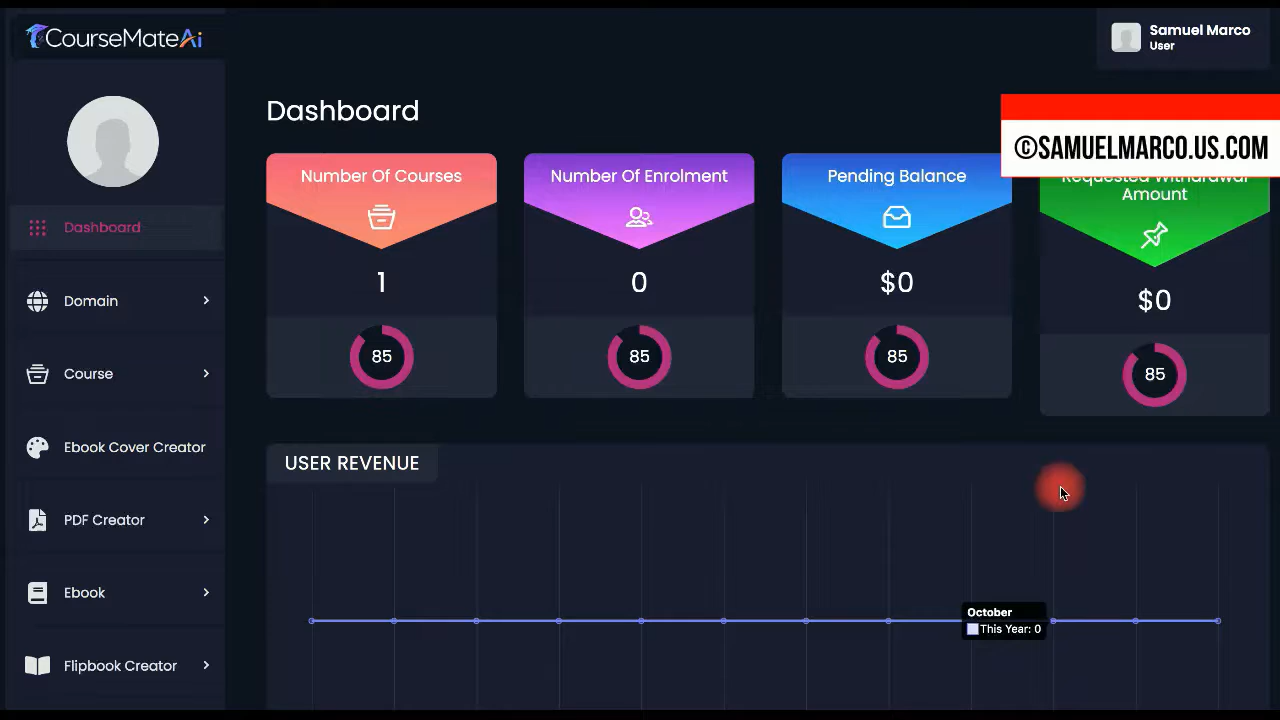 CourseMateAi
Samuel Marco
User
©SAMUELMARCO.US.COM
Dashboard
Number Of Courses
1
85
Number Of Enrolment
0
85
Pending Balance
$0
85
Requested Withdrawal
Amount
$0
85
Dashboard
Domain
Course
Ebook Cover Creator
PDF Creator
Ebook
Flipbook Creator
USER REVENUE
October
This Year: 0